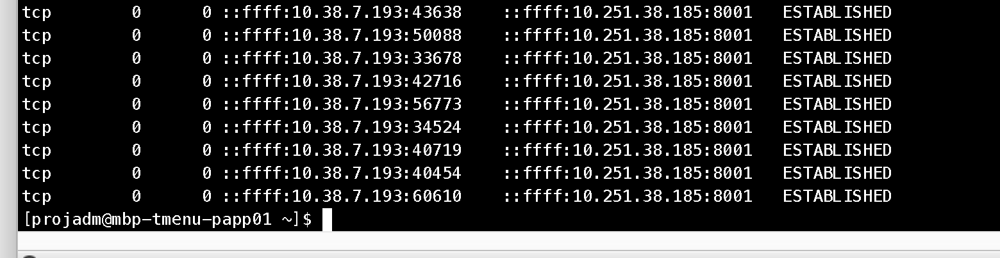 tcp 0 0 ::ffff:10.38.7.193:43638 ::ffff:10.251.38.185:8001 ESTABLISHED
tcp 0 0 ::ffff:10.38.7.193:50088 ::ffff:10.251.38.185:8001 ESTABLISHED
tcp 0 0 ::ffff:10.38.7.193:33678 ::ffff:10.251.38.185:8001 ESTABLISHED
tcp 0 0 ::ffff:10.38.7.193:42716 ::ffff:10.251.38.185:8001 ESTABLISHED
tcp 0 0 ::ffff:10.38.7.193:56773 ::ffff:10.251.38.185:8001 ESTABLISHED
tcp 0 0 ::ffff:10.38.7.193:34524 ::ffff:10.251.38.185:8001 ESTABLISHED
tcp 0 0 ::ffff:10.38.7.193:40719 ::ffff:10.251.38.185:8001 ESTABLISHED
tcp 0 0 ::ffff:10.38.7.193:40454 ::ffff:10.251.38.185:8001 ESTABLISHED
tcp 0 0 ::ffff:10.38.7.193:60610 ::ffff:10.251.38.185:8001 ESTABLISHED
[projadm@mbp-tmenu-papp01 ~]$